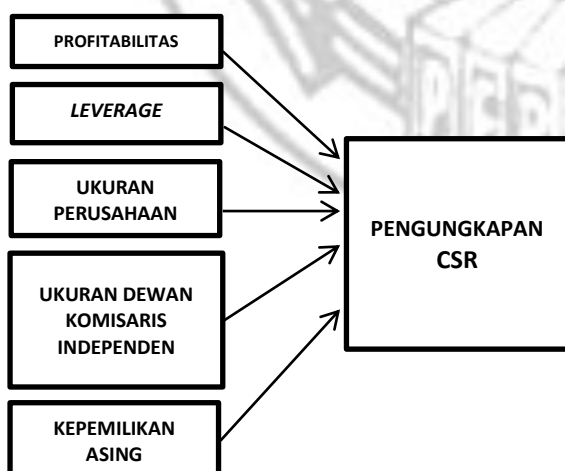 PROFITABILITAS
LEVERAGE
UKURAN
PERUSAHAAN
UKURAN DEWAN
KOMISARIS
INDEPENDEN
KEPEMILIKAN
ASING
PENGUNGKAPAN
CSR